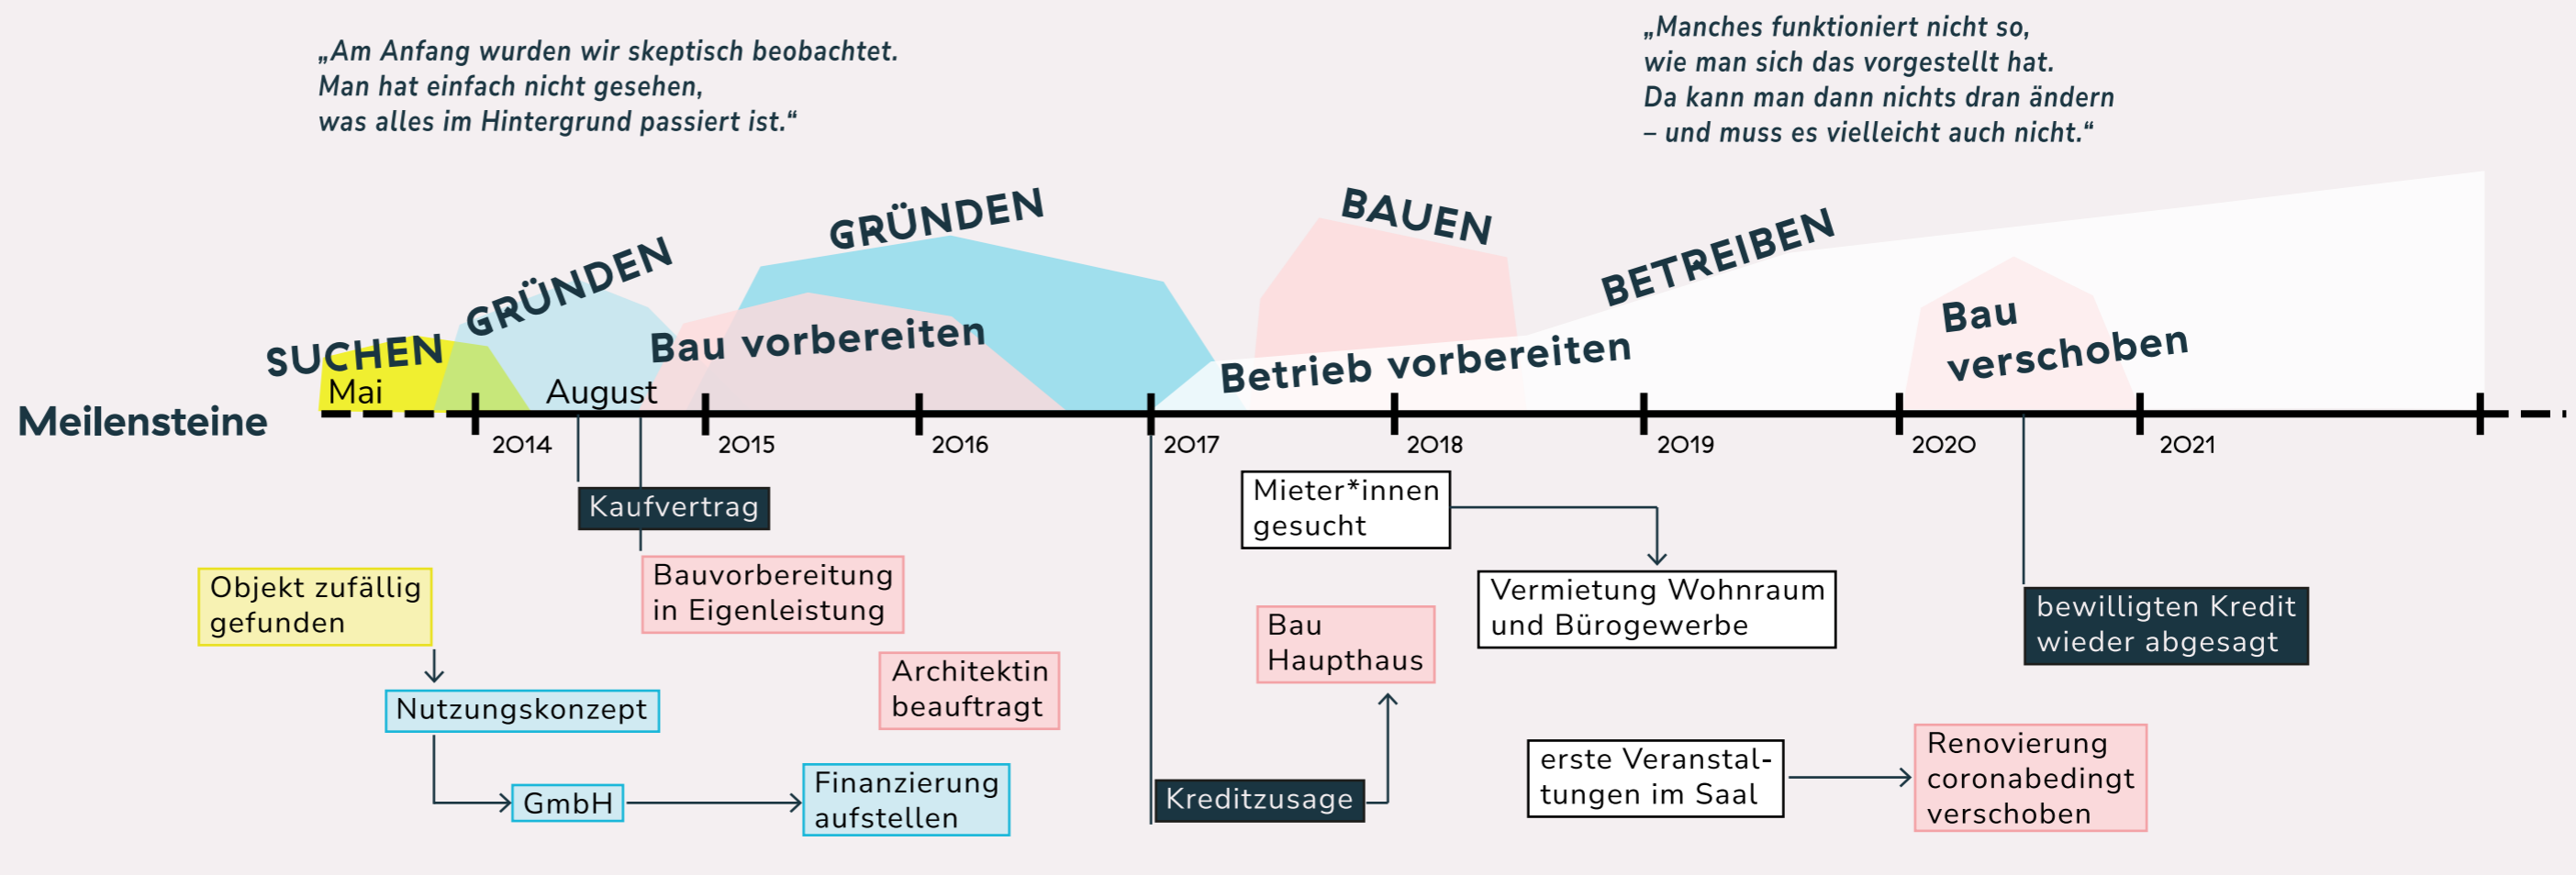 „Am Anfang wurden wir skeptisch beobachtet.
Man hat einfach nicht gesehen,
was alles im Hintergrund passiert ist.“
„Manches funktioniert nicht so,
wie man sich das vorgestellt hat.
Da kann man dann nichts dran ändern
– und muss es vielleicht auch nicht.“
SUCHEN
GRÜNDEN
GRÜNDEN
BAUEN
BETREIBEN
Bau vorbereiten
Betrieb vorbereiten
Bau
verschoben
Mai
August
Meilensteine
2014
2015
2016
2017
2018
2019
2020
2021
Kaufvertrag
Mieter*innen
gesucht
Objekt zufällig
gefunden
Bauvorbereitung
in Eigenleistung
Vermietung Wohnraum
und Bürogewerbe
bewilligten Kredit
wieder abgesagt
Bau
Haupthaus
Architektin
beauftragt
Nutzungskonzept
GmbH
Finanzierung
aufstellen
Kreditzusage
erste Veranstal-
tungen im Saal
Renovierung
coronabedingt
verschoben